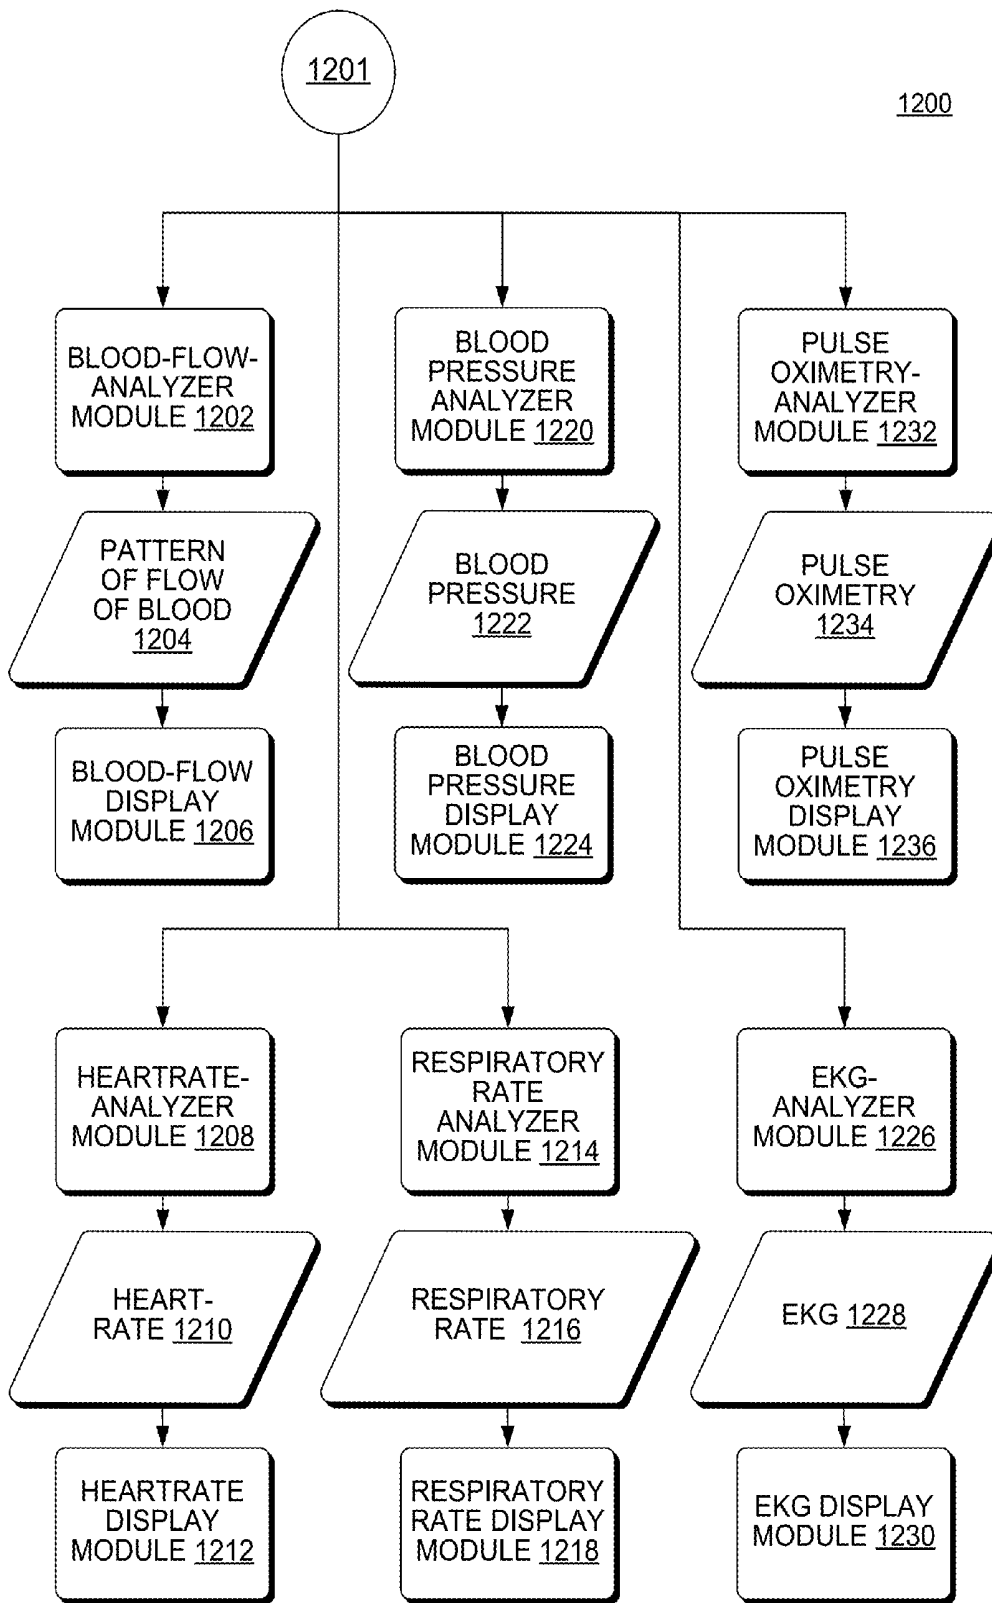 1201
1200
BLOOD-FLOW-
ANALYZER
MODULE 1202
BLOOD
PRESSURE
ANALYZER
MODULE 1220
PULSE
OXIMETRY-
ANALYZER
MODULE 1232
PATTERN
OF FLOW
OF BLOOD
1204
BLOOD
PRESSURE
1222
PULSE
OXIMETRY
1234
BLOOD-FLOW
DISPLAY
MODULE 1206
BLOOD
PRESSURE
DISPLAY
MODULE 1224
PULSE
OXIMETRY
DISPLAY
MODULE 1236
HEARTRATE-
ANALYZER
MODULE 1208
RESPIRATORY
RATE
ANALYZER
MODULE 1214
EKG-
ANALYZER
MODULE 1226
HEART-
RATE 1210
RESPIRATORY
RATE 1216
EKG 1228
HEARTRATE
DISPLAY
MODULE 1212
RESPIRATORY
RATE DISPLAY
MODULE 1218
EKG DISPLAY
MODULE 1230